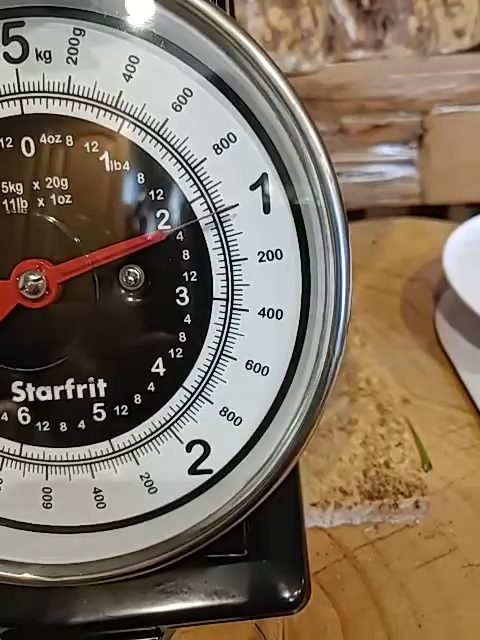 5 kg
200g
400
600
800
1
200
400
600
800
2
200
400
600
12 0 4oz 8 12 1lb 4 8 12 2 4 8 12 3 4 8 12 4 4 8 12 5 4 8 12 6 4
5kg x 20g
11lb x 1oz
Starfrit